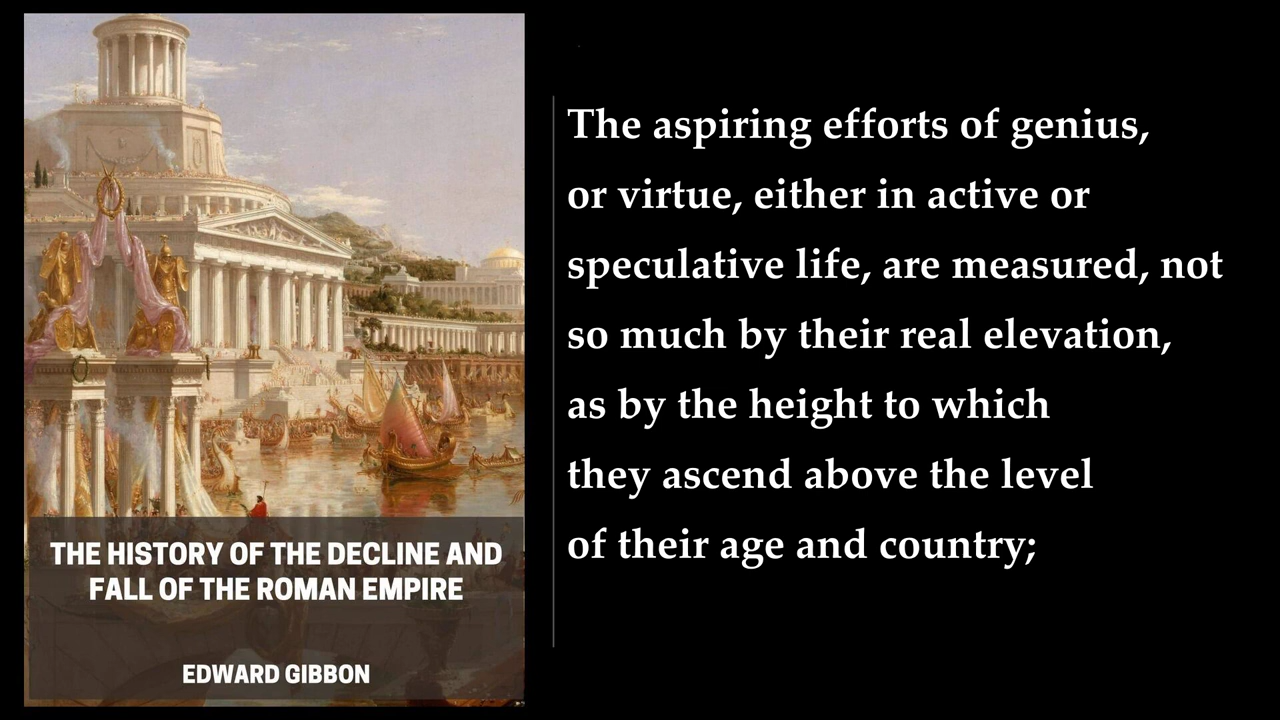 THE HISTORY OF THE DECLINE AND
FALL OF THE ROMAN EMPIRE
EDWARD GIBBON
The aspiring efforts of genius,
or virtue, either in active or
speculative life, are measured, not
so much by their real elevation,
as by the height to which
they ascend above the level
of their age and country;